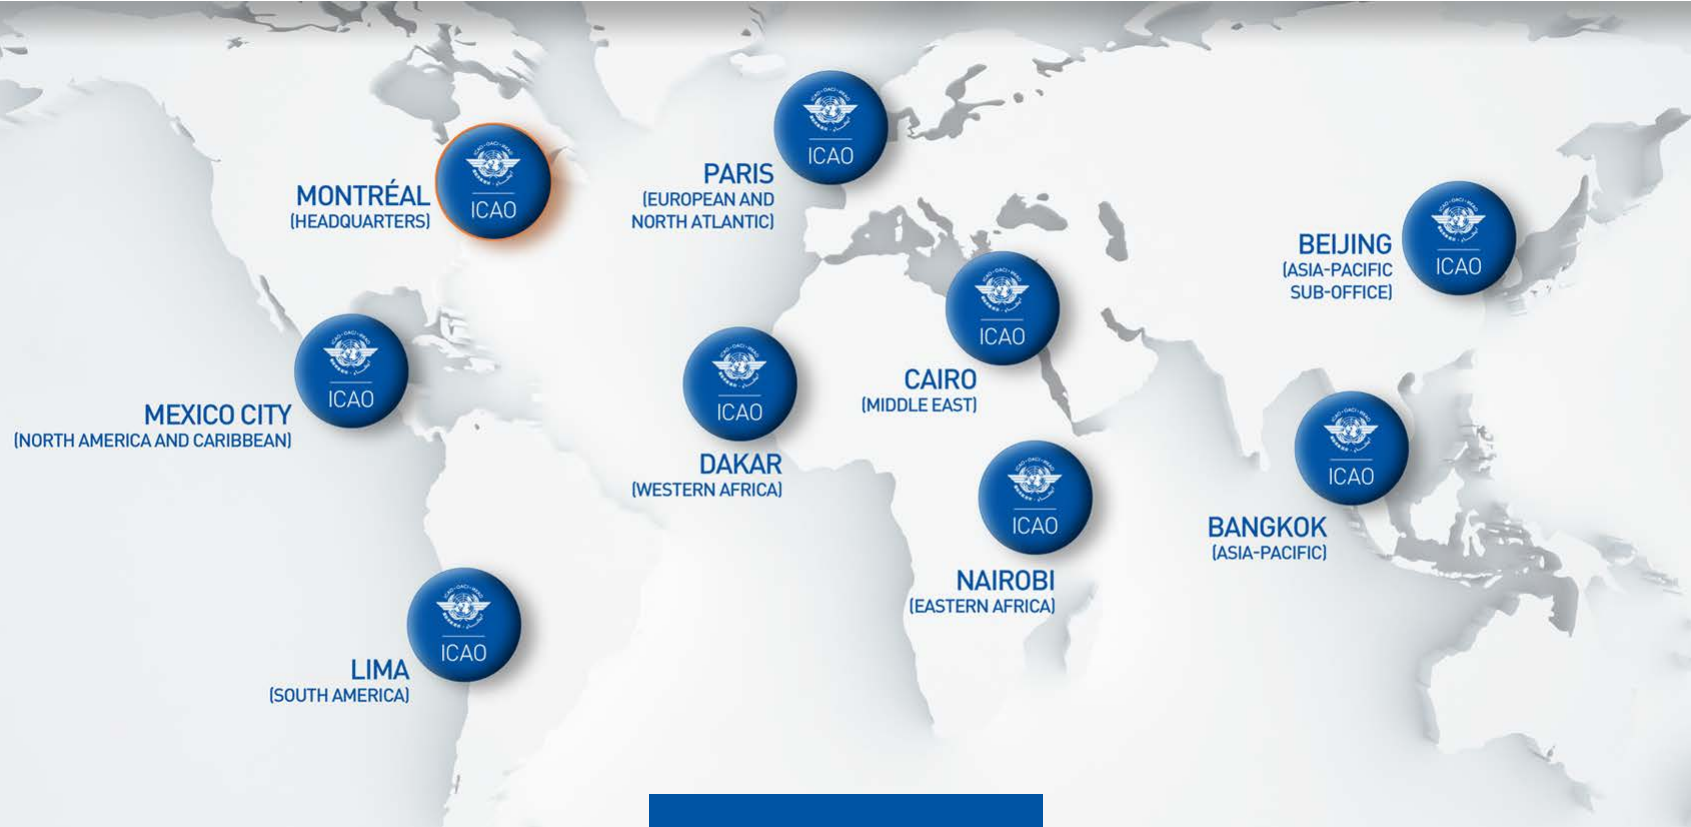 ICAO
MONTRÉAL
(HEADQUARTERS)
ICAO
PARIS
(EUROPEAN AND
NORTH ATLANTIC)
ICAO
BEIJING
(ASIA-PACIFIC
SUB-OFFICE)
ICAO
MEXICO CITY
(NORTH AMERICA AND CARIBBEAN)
ICAO
DAKAR
(WESTERN AFRICA)
ICAO
CAIRO
(MIDDLE EAST)
ICAO
NAIROBI
(EASTERN AFRICA)
ICAO
BANGKOK
(ASIA-PACIFIC)
ICAO
LIMA
(SOUTH AMERICA)